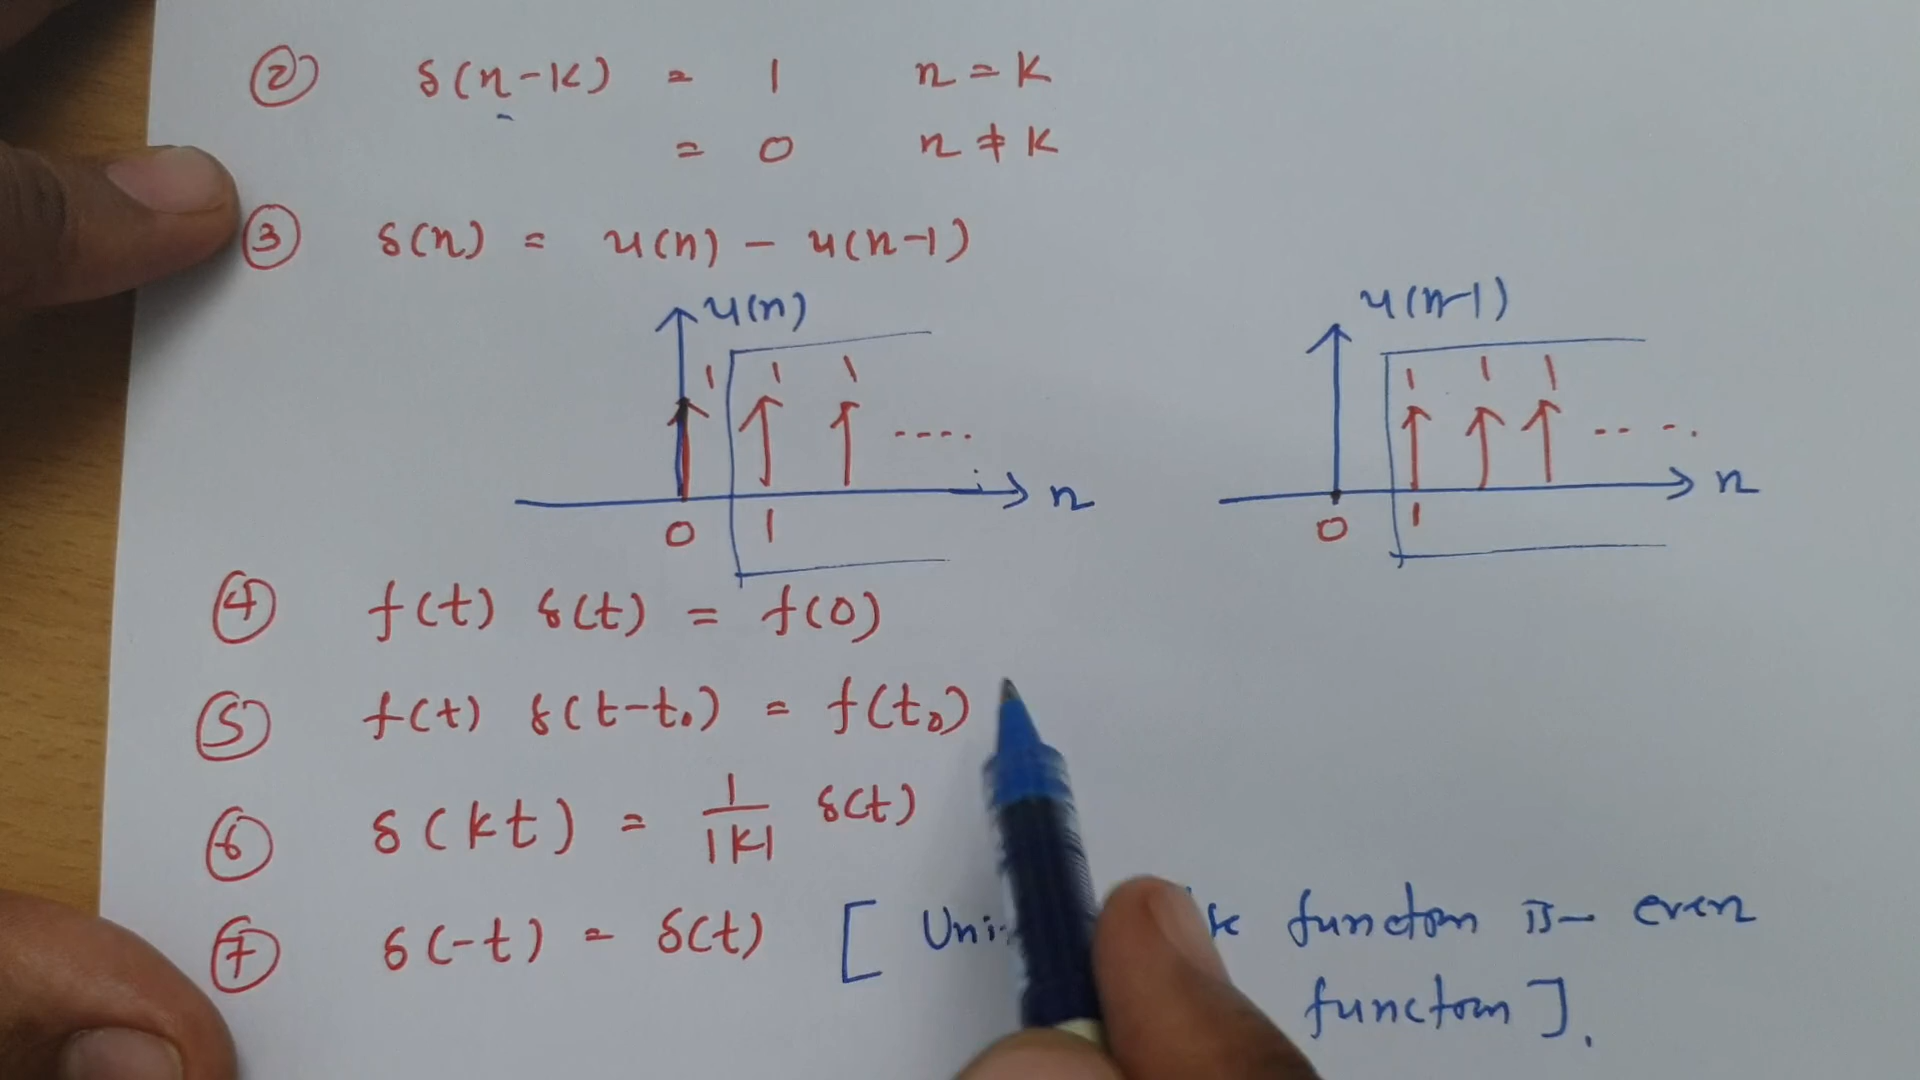 ② δ(n-k) = 1 n = k
= 0 n ≠ k
③ δ(n) = u(n) - u(n-1)
u(n)
1 1 1 ....
n
0 1
u(n-1)
1 1 1 .. ..
n
0 1
④ f(t) δ(t) = f(0)
⑤ f(t) δ(t-t₀) = f(t₀)
⑥ δ(kt) = 1/|k| δ(t)
⑦ δ(-t) = δ(t) [ function is even
function ].